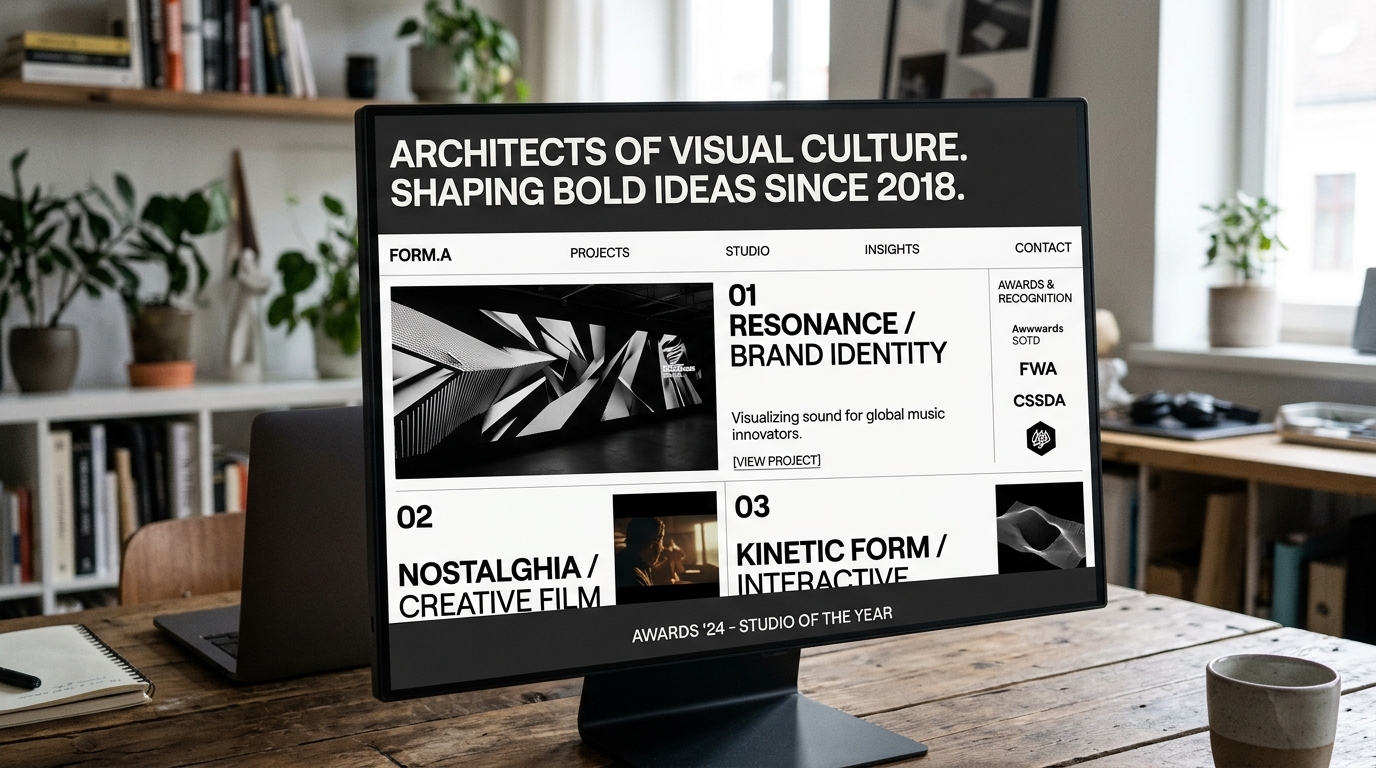 ARCHITECTS OF VISUAL CULTURE.
SHAPING BOLD IDEAS SINCE 2018.
FORM.A
PROJECTS
STUDIO
INSIGHTS
CONTACT
01
RESONANCE /
BRAND IDENTITY
Visualizing sound for global music
innovators.
[VIEW PROJECT]
AWARDS &
RECOGNITION
Awwwards
SOTD
FWA
CSSDA
02
NOSTALGHIA /
CREATIVE FILM
03
KINETIC FORM /
INTERACTIVE
AWARDS '24 – STUDIO OF THE YEAR